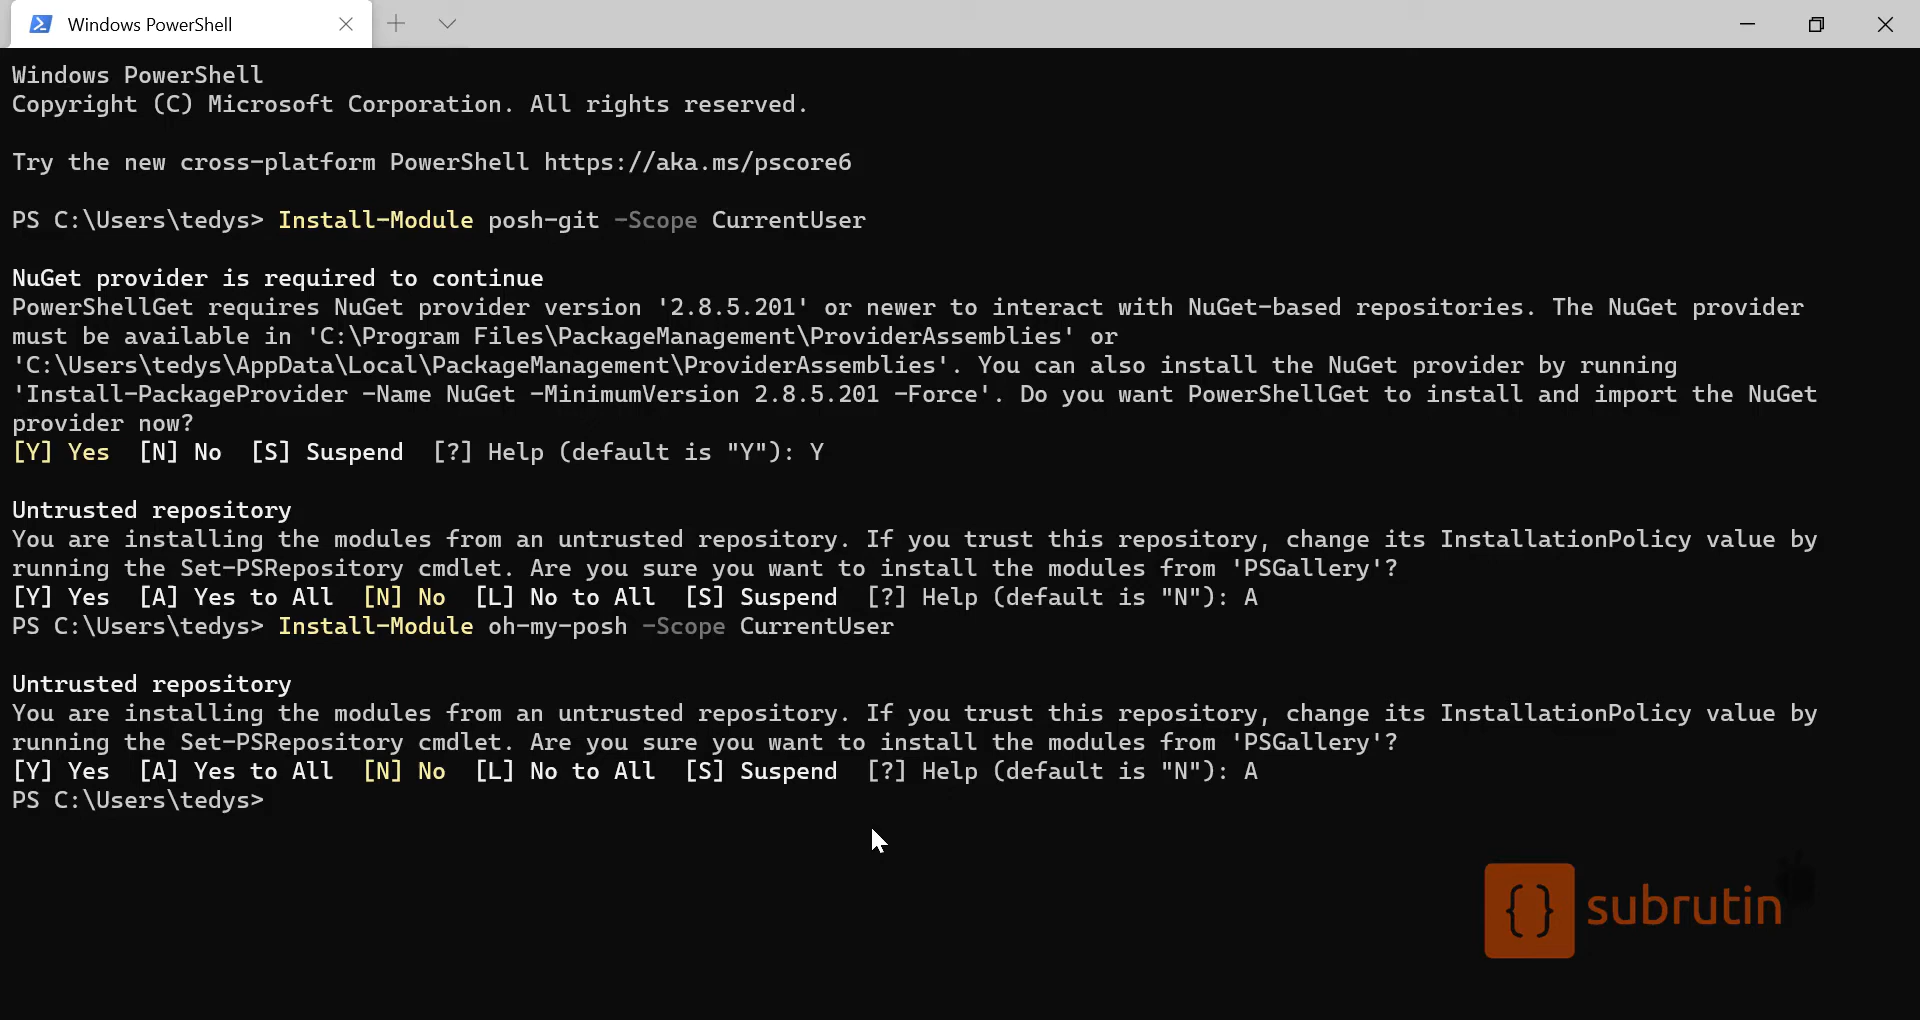 Windows PowerShell
Windows PowerShell
Copyright (C) Microsoft Corporation. All rights reserved.
Try the new cross-platform PowerShell https://aka.ms/pscore6
PS C:\Users\tedys> Install-Module posh-git -Scope CurrentUser
NuGet provider is required to continue
PowerShellGet requires NuGet provider version '2.8.5.201' or newer to interact with NuGet-based repositories. The NuGet provider
must be available in 'C:\Program Files\PackageManagement\ProviderAssemblies' or
'C:\Users\tedys\AppData\Local\PackageManagement\ProviderAssemblies'. You can also install the NuGet provider by running
'Install-PackageProvider -Name NuGet -MinimumVersion 2.8.5.201 -Force'. Do you want PowerShellGet to install and import the NuGet
provider now?
[Y] Yes  [N] No  [S] Suspend  [?] Help (default is "Y"): Y
Untrusted repository
You are installing the modules from an untrusted repository. If you trust this repository, change its InstallationPolicy value by
running the Set-PSRepository cmdlet. Are you sure you want to install the modules from 'PSGallery'?
[Y] Yes  [A] Yes to All  [N] No  [L] No to All  [S] Suspend  [?] Help (default is "N"): A
PS C:\Users\tedys> Install-Module oh-my-posh -Scope CurrentUser
Untrusted repository
You are installing the modules from an untrusted repository. If you trust this repository, change its InstallationPolicy value by
running the Set-PSRepository cmdlet. Are you sure you want to install the modules from 'PSGallery'?
[Y] Yes  [A] Yes to All  [N] No  [L] No to All  [S] Suspend  [?] Help (default is "N"): A
PS C:\Users\tedys>
{} subrutin